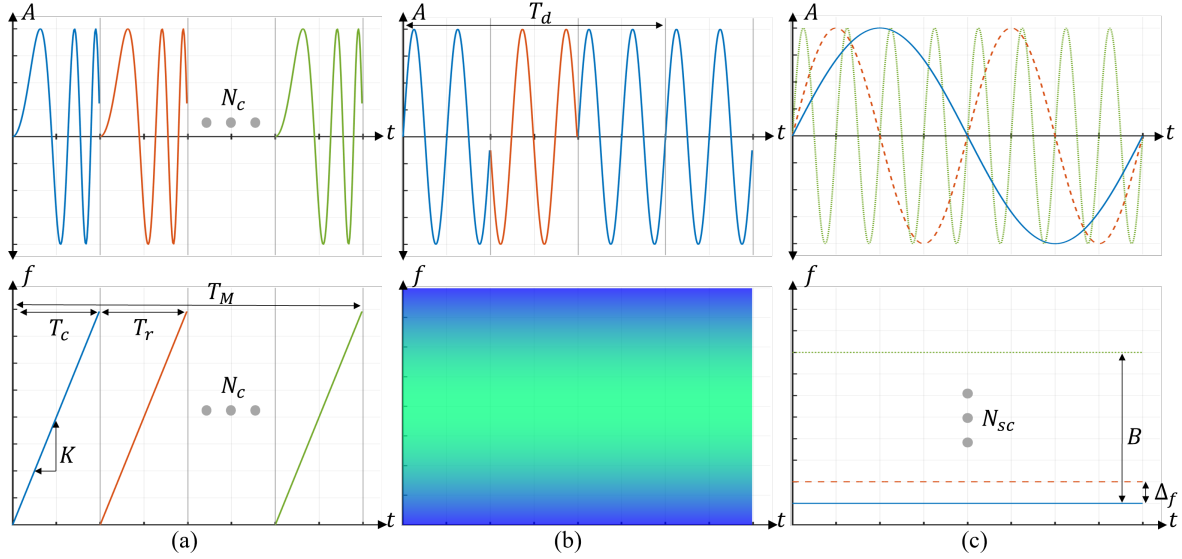 A
t
N_c
A
T_d
t
A
t
f
T_M
T_c
T_r
K
N_c
t
(a)
f
t
(b)
f
N_sc
B
Δ_f
t
(c)